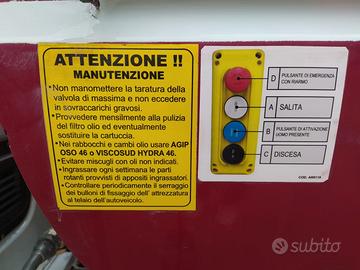 ATTENZIONE !!
MANUTENZIONE
•Non manomettere la taratura della
valvola di massima e non eccedere
in sovraccarichi gravosi.
•Provvedere mensilmente alla pulizia
del filtro olio ed eventualmente
sostituire la cartuccia.
•Nei rabbocchi e cambi olio usare AGIP
OSO 46 o VISCOSUD HYDRA 46.
•Evitare miscugli con oli non indicati.
•Ingrassare ogni settimana le parti
rotanti provvisti di appositi ingrassatori.
•Controllare periodicamente il serraggio
dei bulloni di fissaggio dell' attrezzatura
al telaio dell'autoveicolo.
D
PULSANTE DI EMERGENZA
CON RIARMO
A
SALITA
B
PULSANTE DI ATTIVAZIONE
UOMO PRESENTE
C
DISCESA
subito